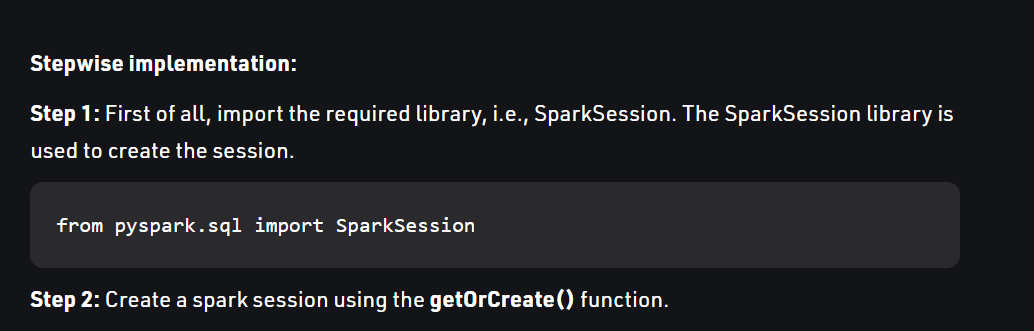 Stepwise implementation:
Step 1: First of all, import the required library, i.e., SparkSession. The SparkSession library is
used to create the session.
from pyspark.sql import SparkSession
Step 2: Create a spark session using the getOrCreate() function.